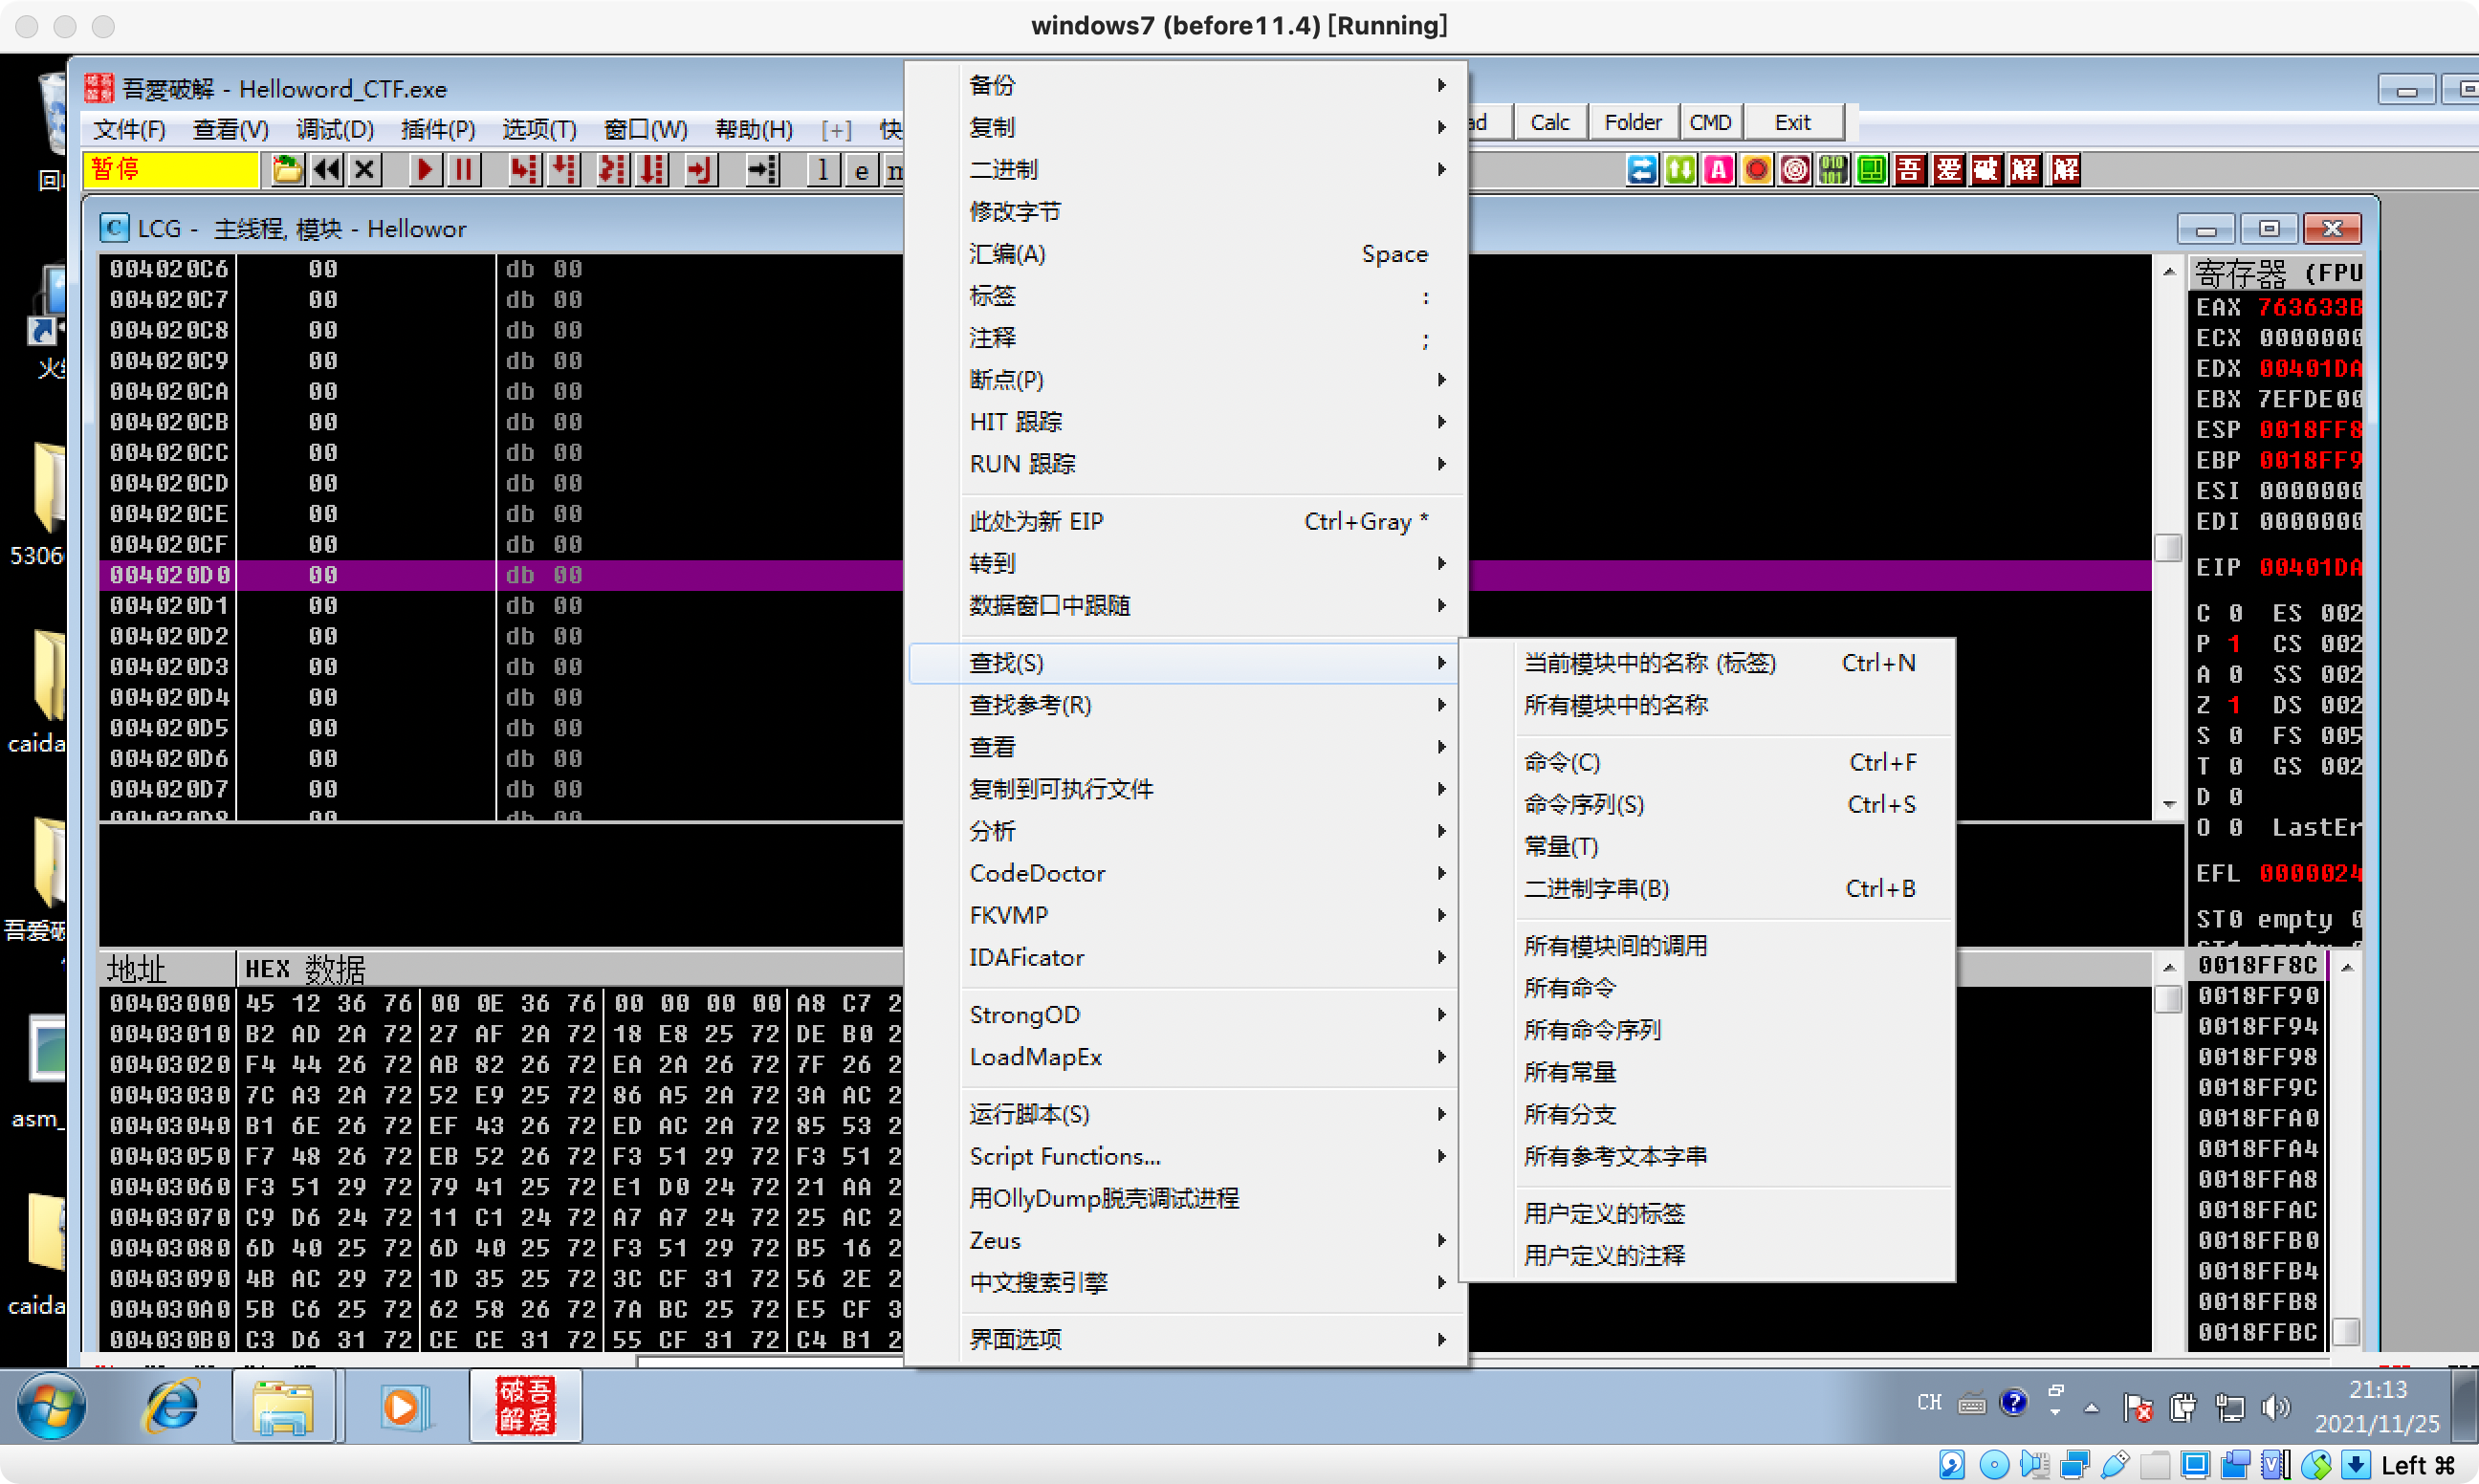 windows7 (before11.4) [Running]
吾愛破解 - Helloword_CTF.exe
文件(F) 查看(V) 调试(D) 插件(P) 选项(T) 窗口(W) 帮助(H) [+] 快
Calc Folder CMD Exit
暂停
l e m
吾 爱 破 解 解
C LCG - 主线程, 模块 - Hellowor
004020C6 00 db 00
004020C7 00 db 00
004020C8 00 db 00
004020C9 00 db 00
004020CA 00 db 00
004020CB 00 db 00
004020CC 00 db 00
004020CD 00 db 00
004020CE 00 db 00
004020CF 00 db 00
004020D0 00 db 00
004020D1 00 db 00
004020D2 00 db 00
004020D3 00 db 00
004020D4 00 db 00
004020D5 00 db 00
004020D6 00 db 00
004020D7 00 db 00
004020D8 00 db 00
地址 HEX 数据
00403000 45 12 36 76 00 0E 36 76 00 00 00 00 A8 C7 2
00403010 B2 AD 2A 72 27 AF 2A 72 18 E8 25 72 DE B0 2
00403020 F4 44 26 72 AB 82 26 72 EA 2A 26 72 7F 26 2
00403030 7C A3 2A 72 52 E9 25 72 86 A5 2A 72 3A AC 2
00403040 B1 6E 26 72 EF 43 26 72 ED AC 2A 72 85 53 2
00403050 F7 48 26 72 EB 52 26 72 F3 51 29 72 F3 51 2
00403060 F3 51 29 72 79 41 25 72 E1 D0 24 72 21 AA 2
00403070 C9 D6 24 72 11 C1 24 72 A7 A7 24 72 25 AC 2
00403080 6D 40 25 72 6D 40 25 72 F3 51 29 72 B5 16 2
00403090 4B AC 29 72 1D 35 25 72 3C CF 31 72 56 2E 2
004030A0 5B C6 25 72 62 58 26 72 7A BC 25 72 E5 CF 3
004030B0 C3 D6 31 72 CE CE 31 72 55 CF 31 72 C4 B1 2
备份
复制
二进制
修改字节
汇编(A) Space
标签 :
注释 ;
断点(P)
HIT 跟踪
RUN 跟踪
此处为新 EIP Ctrl+Gray *
转到
数据窗口中跟随
查找(S)
查找参考(R)
查看
复制到可执行文件
分析
CodeDoctor
FKVMP
IDAFicator
StrongOD
LoadMapEx
运行脚本(S)
Script Functions...
用OllyDump脱壳调试进程
Zeus
中文搜索引擎
界面选项
当前模块中的名称 (标签) Ctrl+N
所有模块中的名称
命令(C) Ctrl+F
命令序列(S) Ctrl+S
常量(T)
二进制字串(B) Ctrl+B
所有模块间的调用
所有命令
所有命令序列
所有常量
所有分支
所有参考文本字串
用户定义的标签
用户定义的注释
寄存器 (FPU
EAX 763633B
ECX 0000000
EDX 00401DA
EBX 7EFDE00
ESP 0018FF8
EBP 0018FF9
ESI 0000000
EDI 0000000
EIP 00401DA
C 0 ES 002
P 1 CS 002
A 0 SS 002
Z 1 DS 002
S 0 FS 005
T 0 GS 002
D 0
O 0 LastEr
EFL 0000024
ST0 empty 0
0018FF8C
0018FF90
0018FF94
0018FF98
0018FF9C
0018FFA0
0018FFA4
0018FFA8
0018FFAC
0018FFB0
0018FFB4
0018FFB8
0018FFBC
5306
caida
吾爱破
asm_
caida
吾爱破解
CH
21:13
2021/11/25
Left ⌘